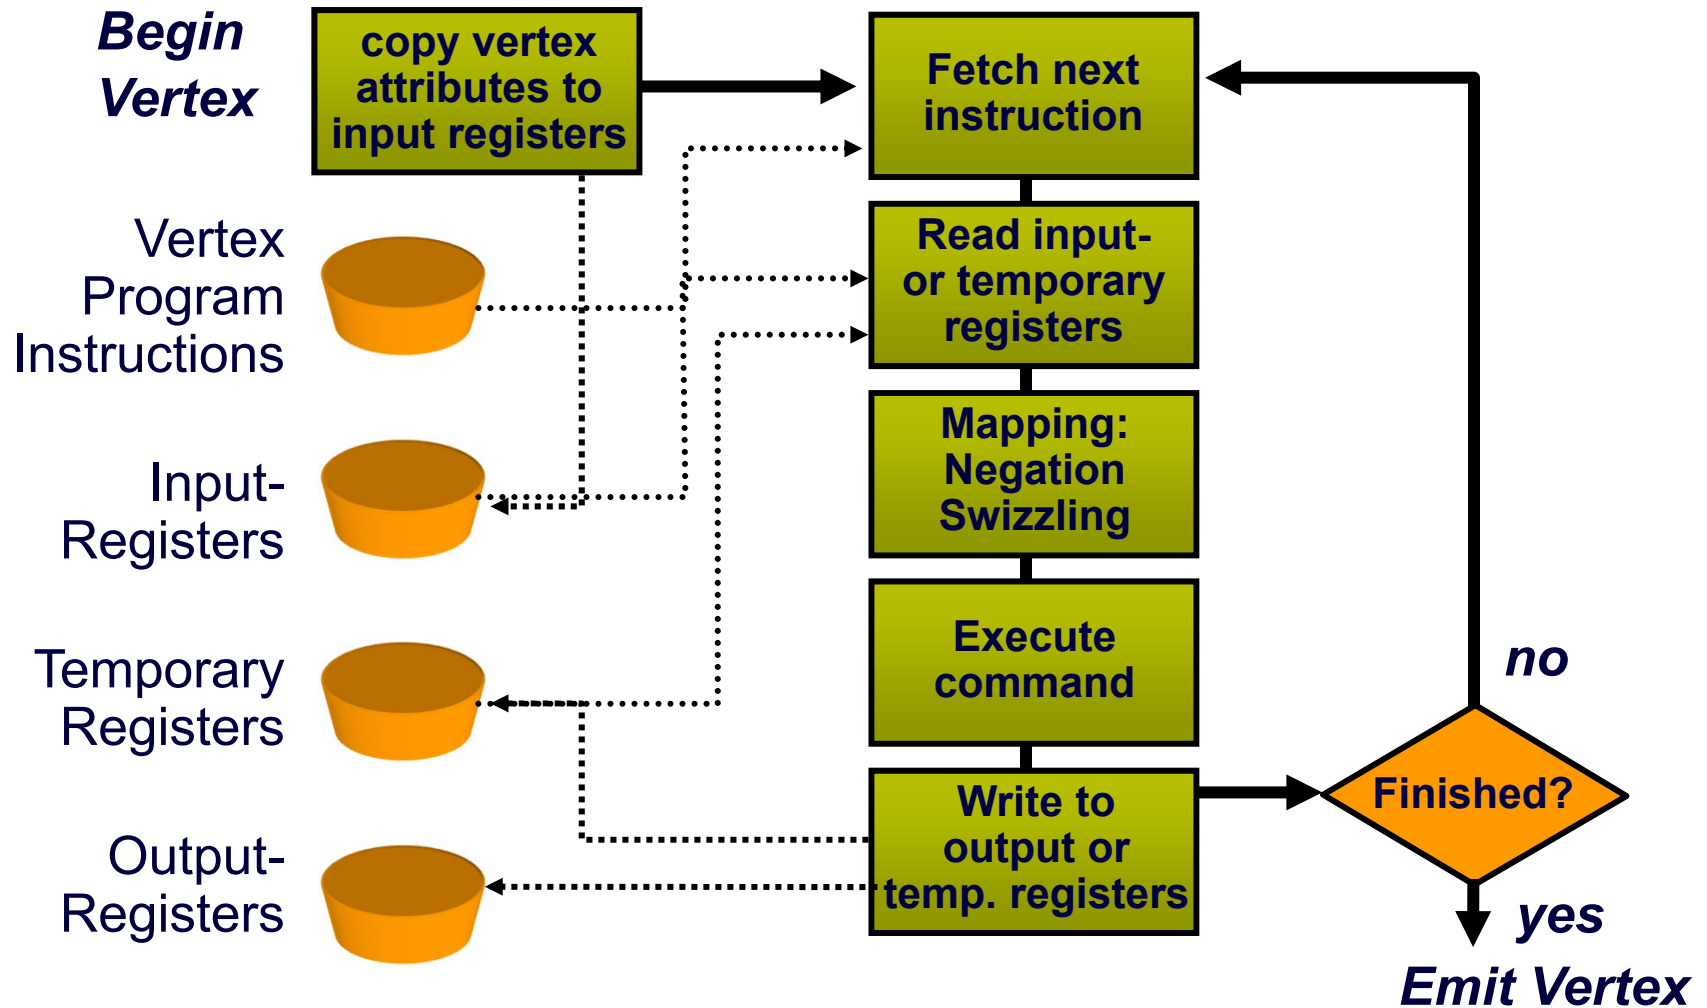 Begin
Vertex
copy vertex
attributes to
input registers
Fetch next
instruction
Vertex
Program
Instructions
Read input-
or temporary
registers
Input-
Registers
Mapping:
Negation
Swizzling
Temporary
Registers
Execute
command
no
Finished?
Output-
Registers
Write to
output or
temp. registers
yes
Emit Vertex